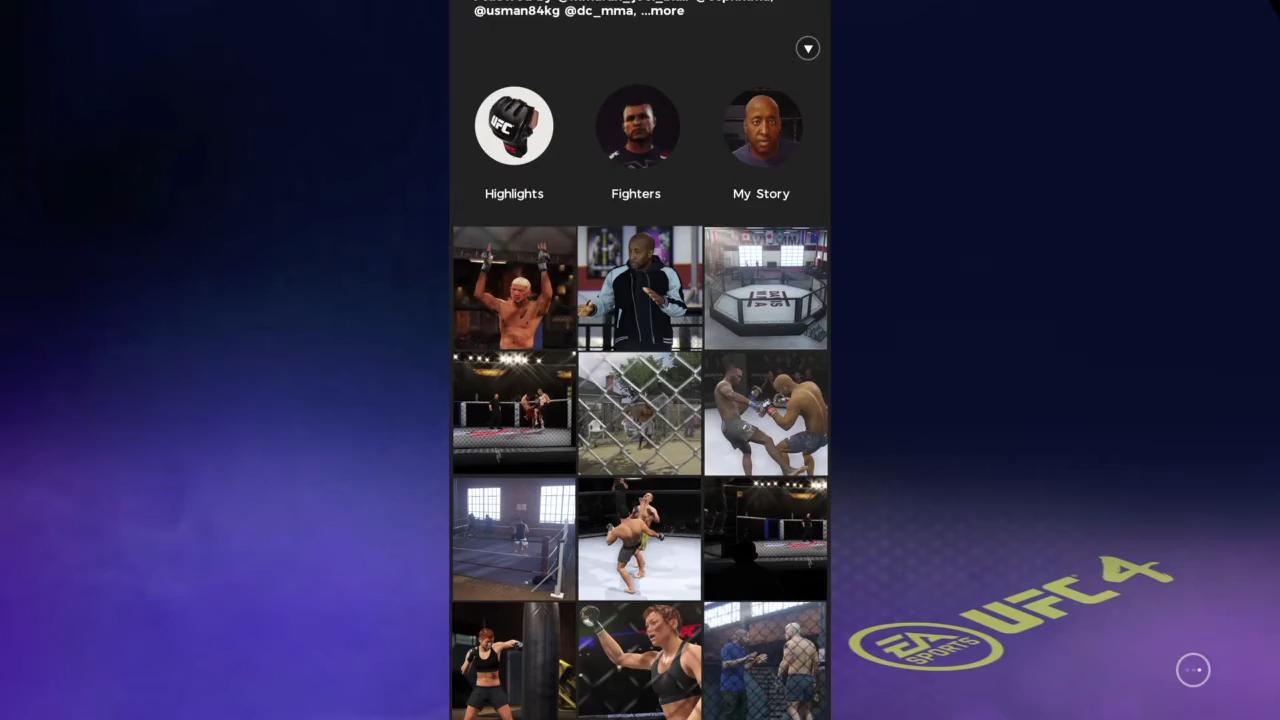 @usman84kg @dc_mma, ...more
UFC
Highlights
Fighters
My Story
EA
SPORTS
UFC 4